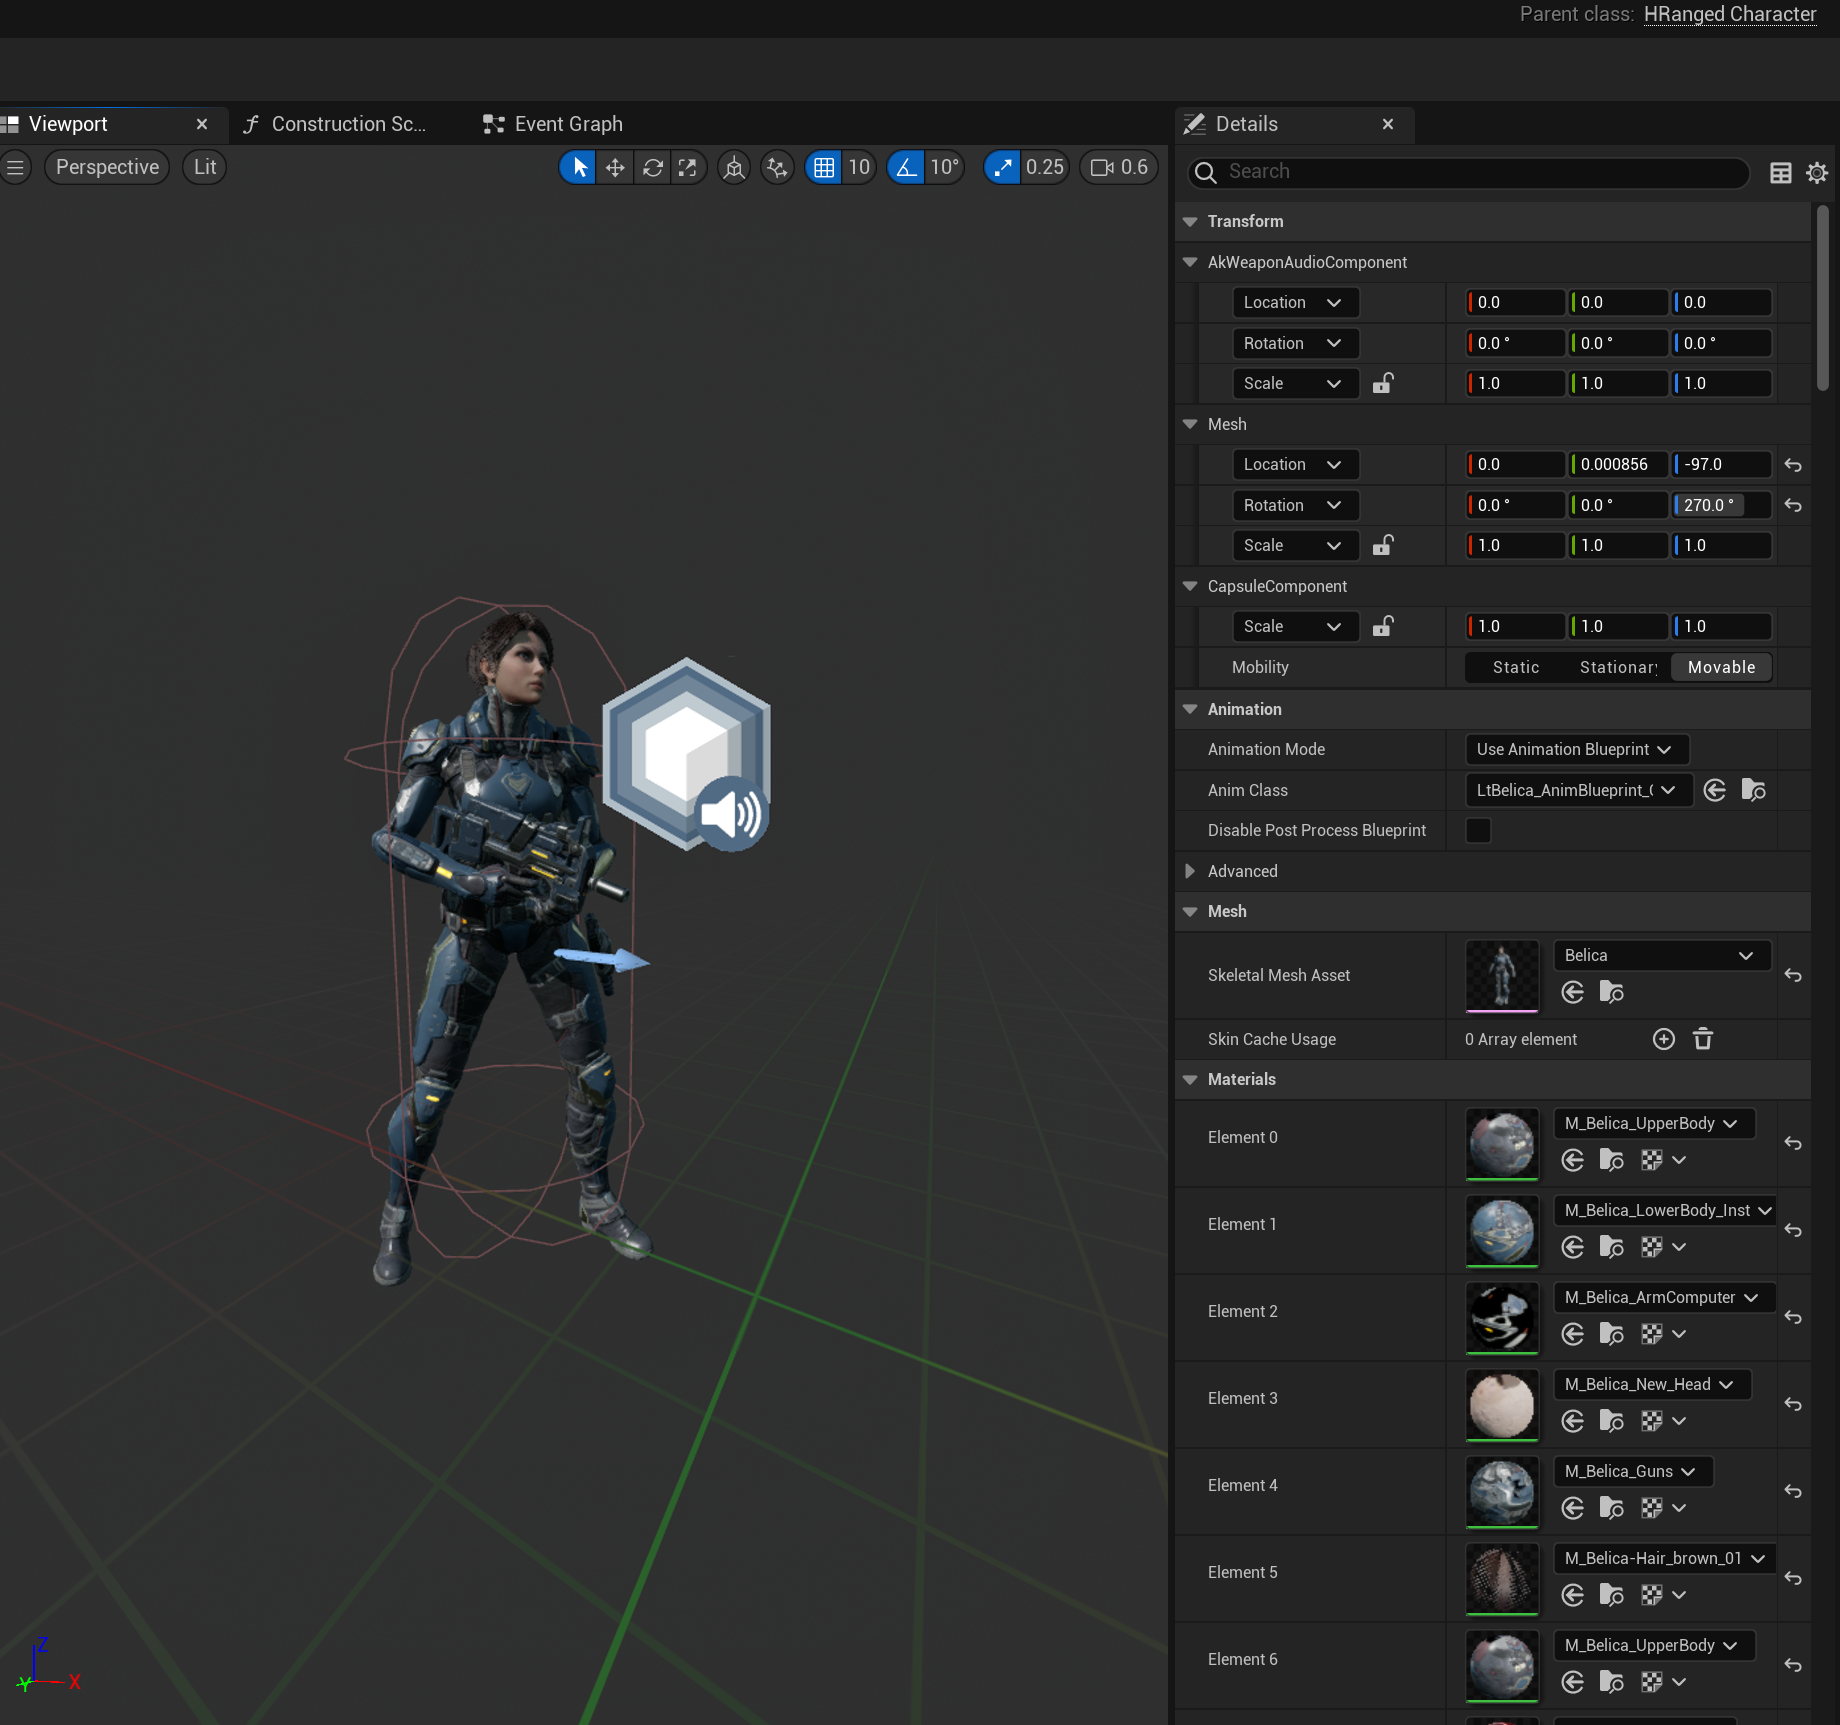 Parent class: HRanged Character
Viewport
Construction Sc...
Event Graph
Details
Perspective
Lit
10
10°
0.25
0.6
Search
Transform
AkWeaponAudioComponent
Location 0.0 0.0 0.0
Rotation 0.0 ° 0.0 ° 0.0 °
Scale 1.0 1.0 1.0
Mesh
Location 0.0 0.000856 -97.0
Rotation 0.0 ° 0.0 ° 270.0 °
Scale 1.0 1.0 1.0
CapsuleComponent
Scale 1.0 1.0 1.0
Mobility Static Stationary Movable
Animation
Animation Mode Use Animation Blueprint
Anim Class LtBelica_AnimBlueprint_
Disable Post Process Blueprint
Advanced
Mesh
Skeletal Mesh Asset Belica
Skin Cache Usage 0 Array element
Materials
Element 0 M_Belica_UpperBody
Element 1 M_Belica_LowerBody_Inst
Element 2 M_Belica_ArmComputer
Element 3 M_Belica_New_Head
Element 4 M_Belica_Guns
Element 5 M_Belica-Hair_brown_01
Element 6 M_Belica_UpperBody
Z
Y
X